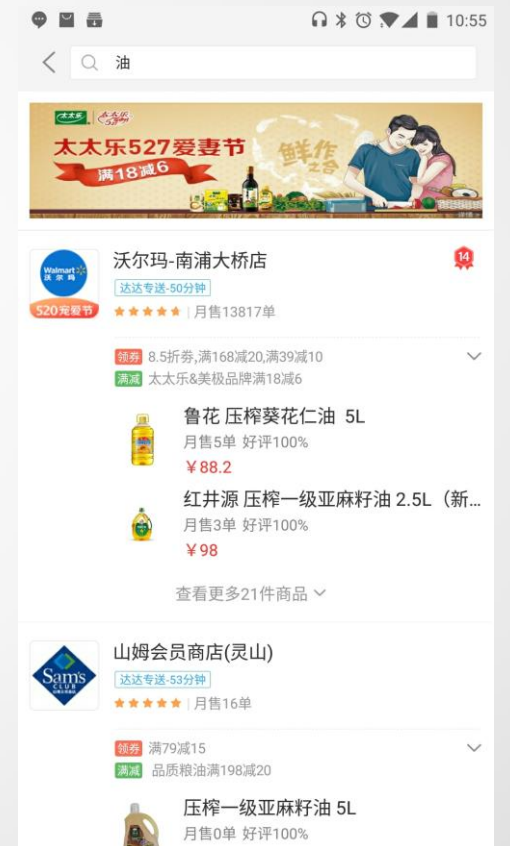 10:55
油
太太乐
太太乐527爱妻节
满18减6
鲜作之合
沃尔玛-南浦大桥店
14
Walmart
沃尔玛
520宠爱节
达达专送-50分钟
月售13817单
领券 8.5折券,满168减20,满39减10
满减 太太乐&美极品牌满18减6
鲁花 压榨葵花仁油 5L
月售5单 好评100%
￥88.2
红井源 压榨一级亚麻籽油 2.5L（新...
月售3单 好评100%
￥98
查看更多21件商品
山姆会员商店(灵山)
Sam's
CLUB
达达专送-53分钟
月售16单
领券 满79减15
满减 品质粮油满198减20
压榨一级亚麻籽油 5L
月售0单 好评100%